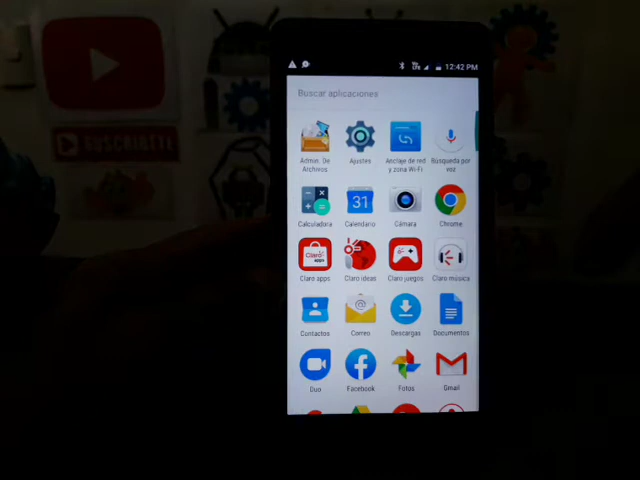 SUSCRIBETE
12:42 PM
Buscar aplicaciones
Admin. De Archivos
Ajustes
Anclaje de red y zona Wi-Fi
Búsqueda por voz
31
Calculadora
Calendario
Cámara
Chrome
Claro apps
Claro ideas
Claro juegos
Claro música
Contactos
Correo
Descargas
Documentos
Duo
Facebook
Fotos
Gmail